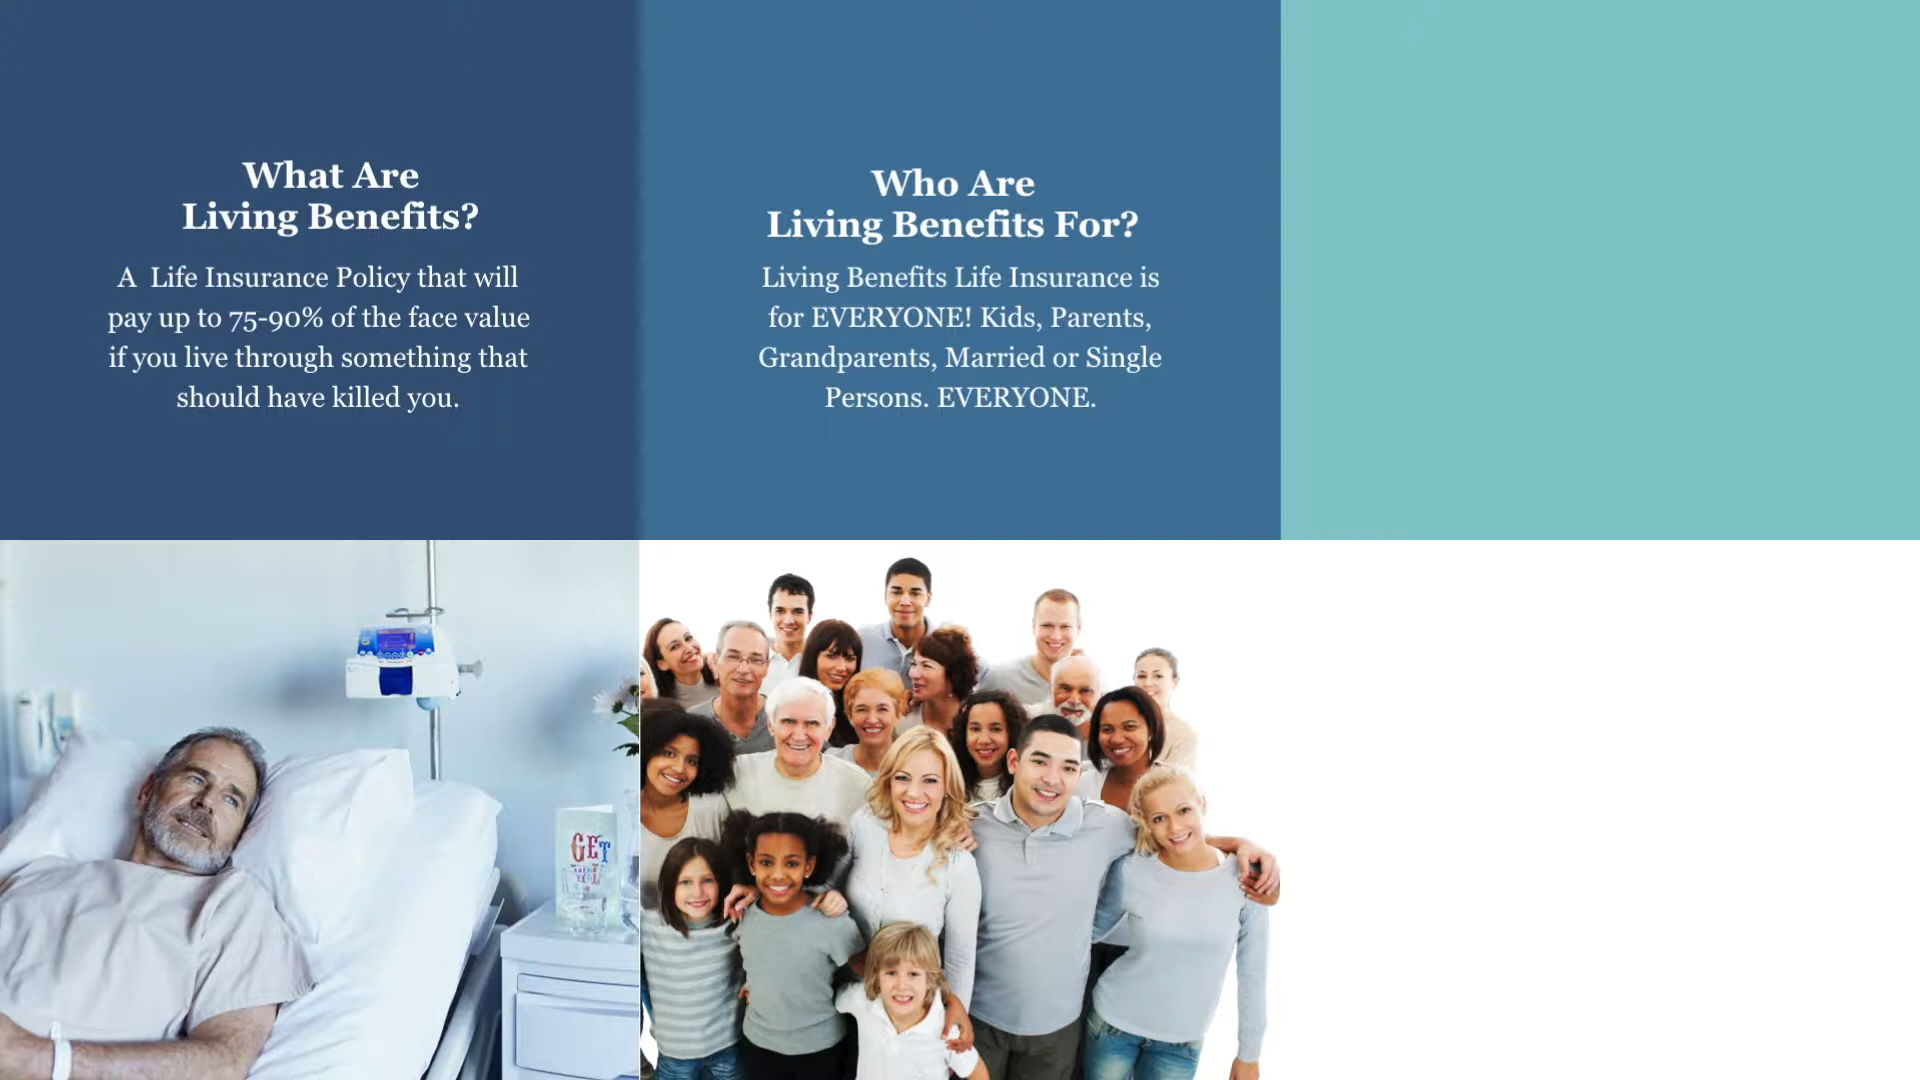 What Are
Living Benefits?
A Life Insurance Policy that will
pay up to 75-90% of the face value
if you live through something that
should have killed you.
Who Are
Living Benefits For?
Living Benefits Life Insurance is
for EVERYONE! Kids, Parents,
Grandparents, Married or Single
Persons. EVERYONE.
GET